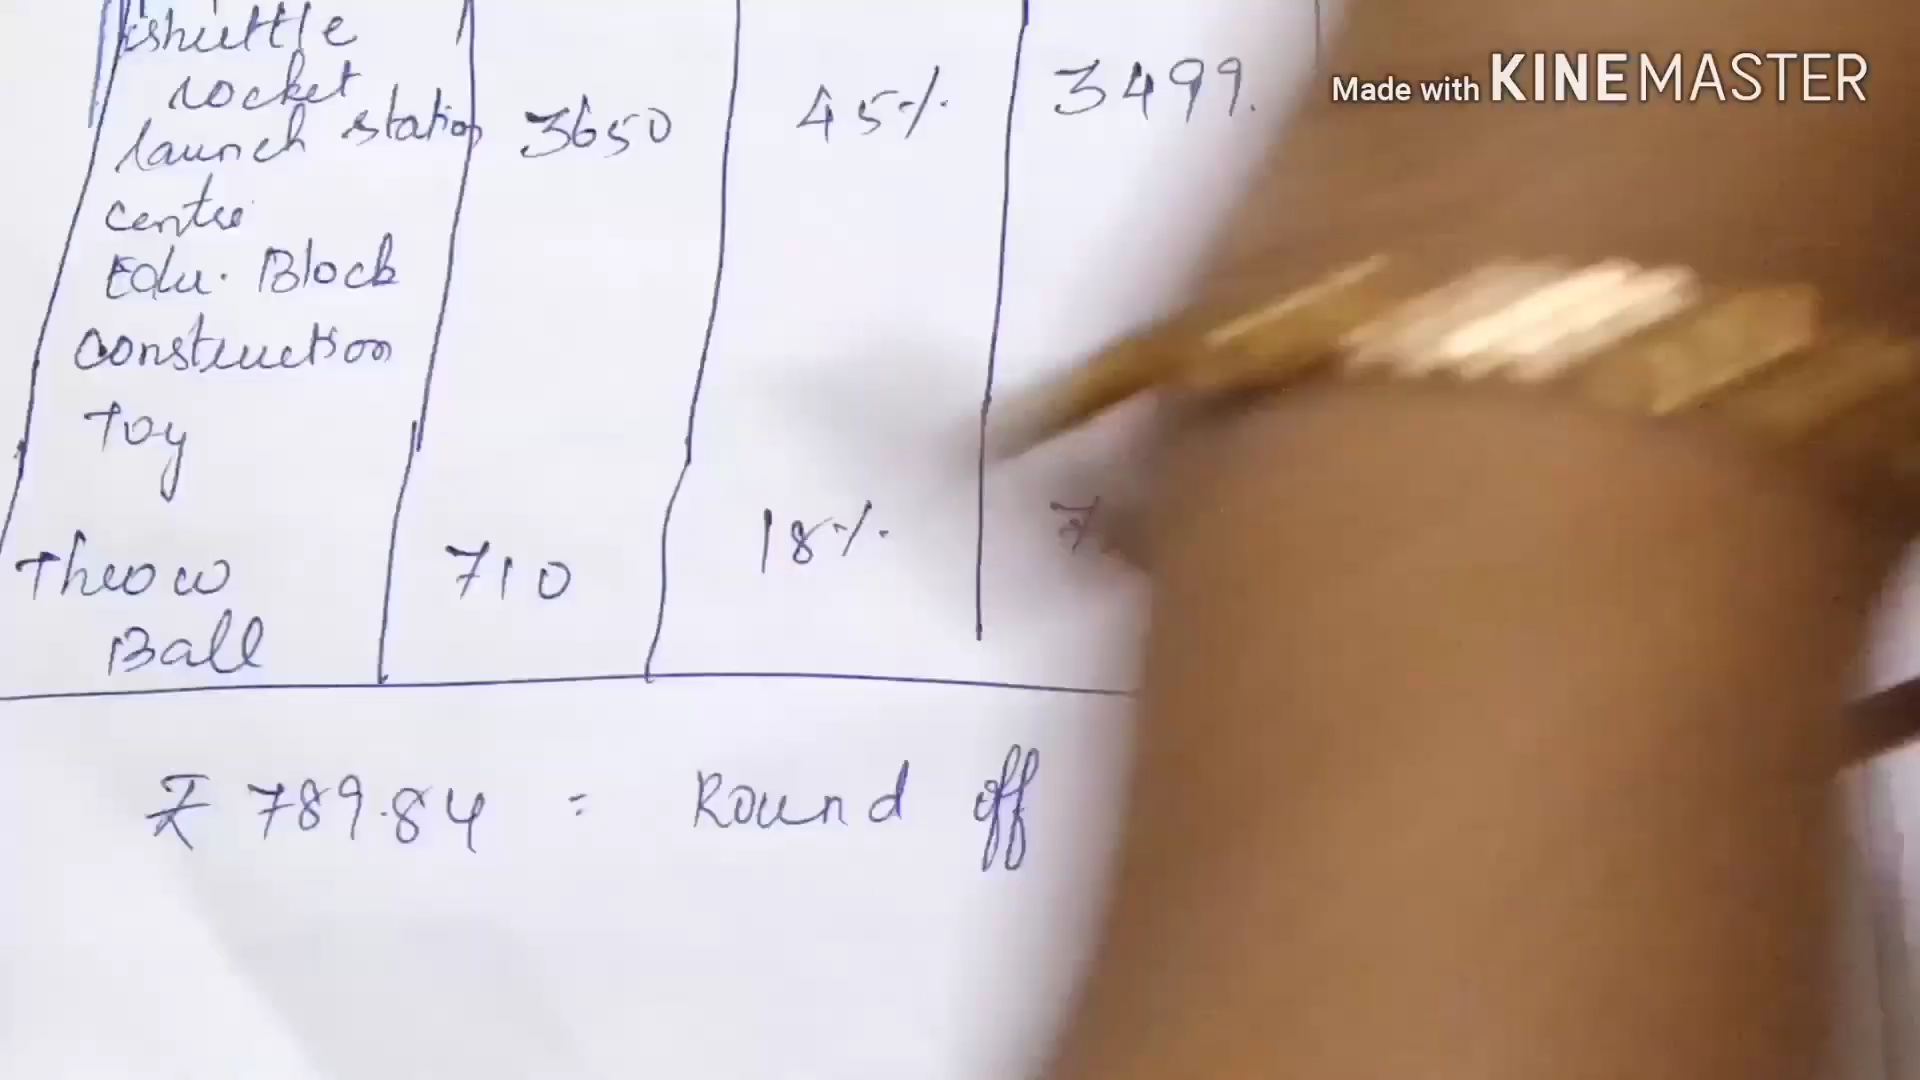 shuttle
rocket
launch station 3650 45% 3499.
centre
Edu. Block
construction
Toy
Throw 710 18% 7
Ball
₹ 789.84 = Round off
Made with KINEMASTER